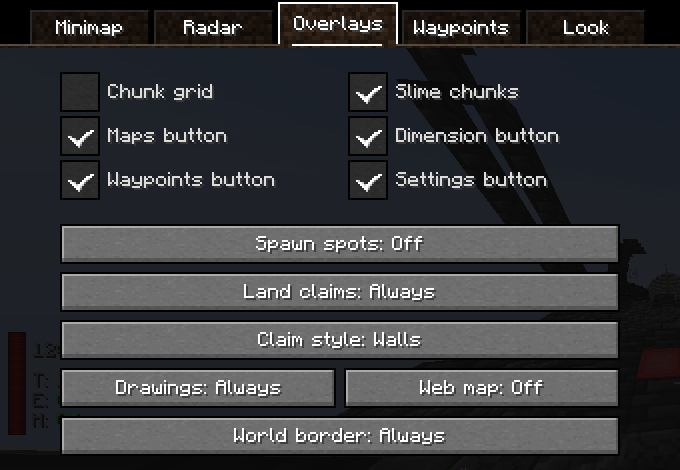 Minimap Radar Overlays Waypoints Look
Chunk grid Slime chunks
Maps button Dimension button
Waypoints button Settings button
Spawn spots: Off
Land claims: Always
Claim style: Walls
Drawings: Always Web map: Off
World border: Always
T:
E: